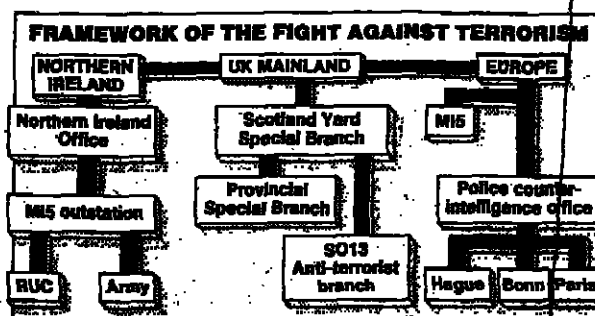 FRAMEWORK OF THE FIGHT AGAINST TERRORISM
NORTHERN
IRELAND
UK MAINLAND
EUROPE
Northern Ireland
Office
Scotland Yard
Special Branch
MI5
Provincial
Special Branch
Police counter-
intelligence office
MI5 outstation
SO13
Anti-terrorist
branch
RUC
Army
Hague
Bonn
Paris